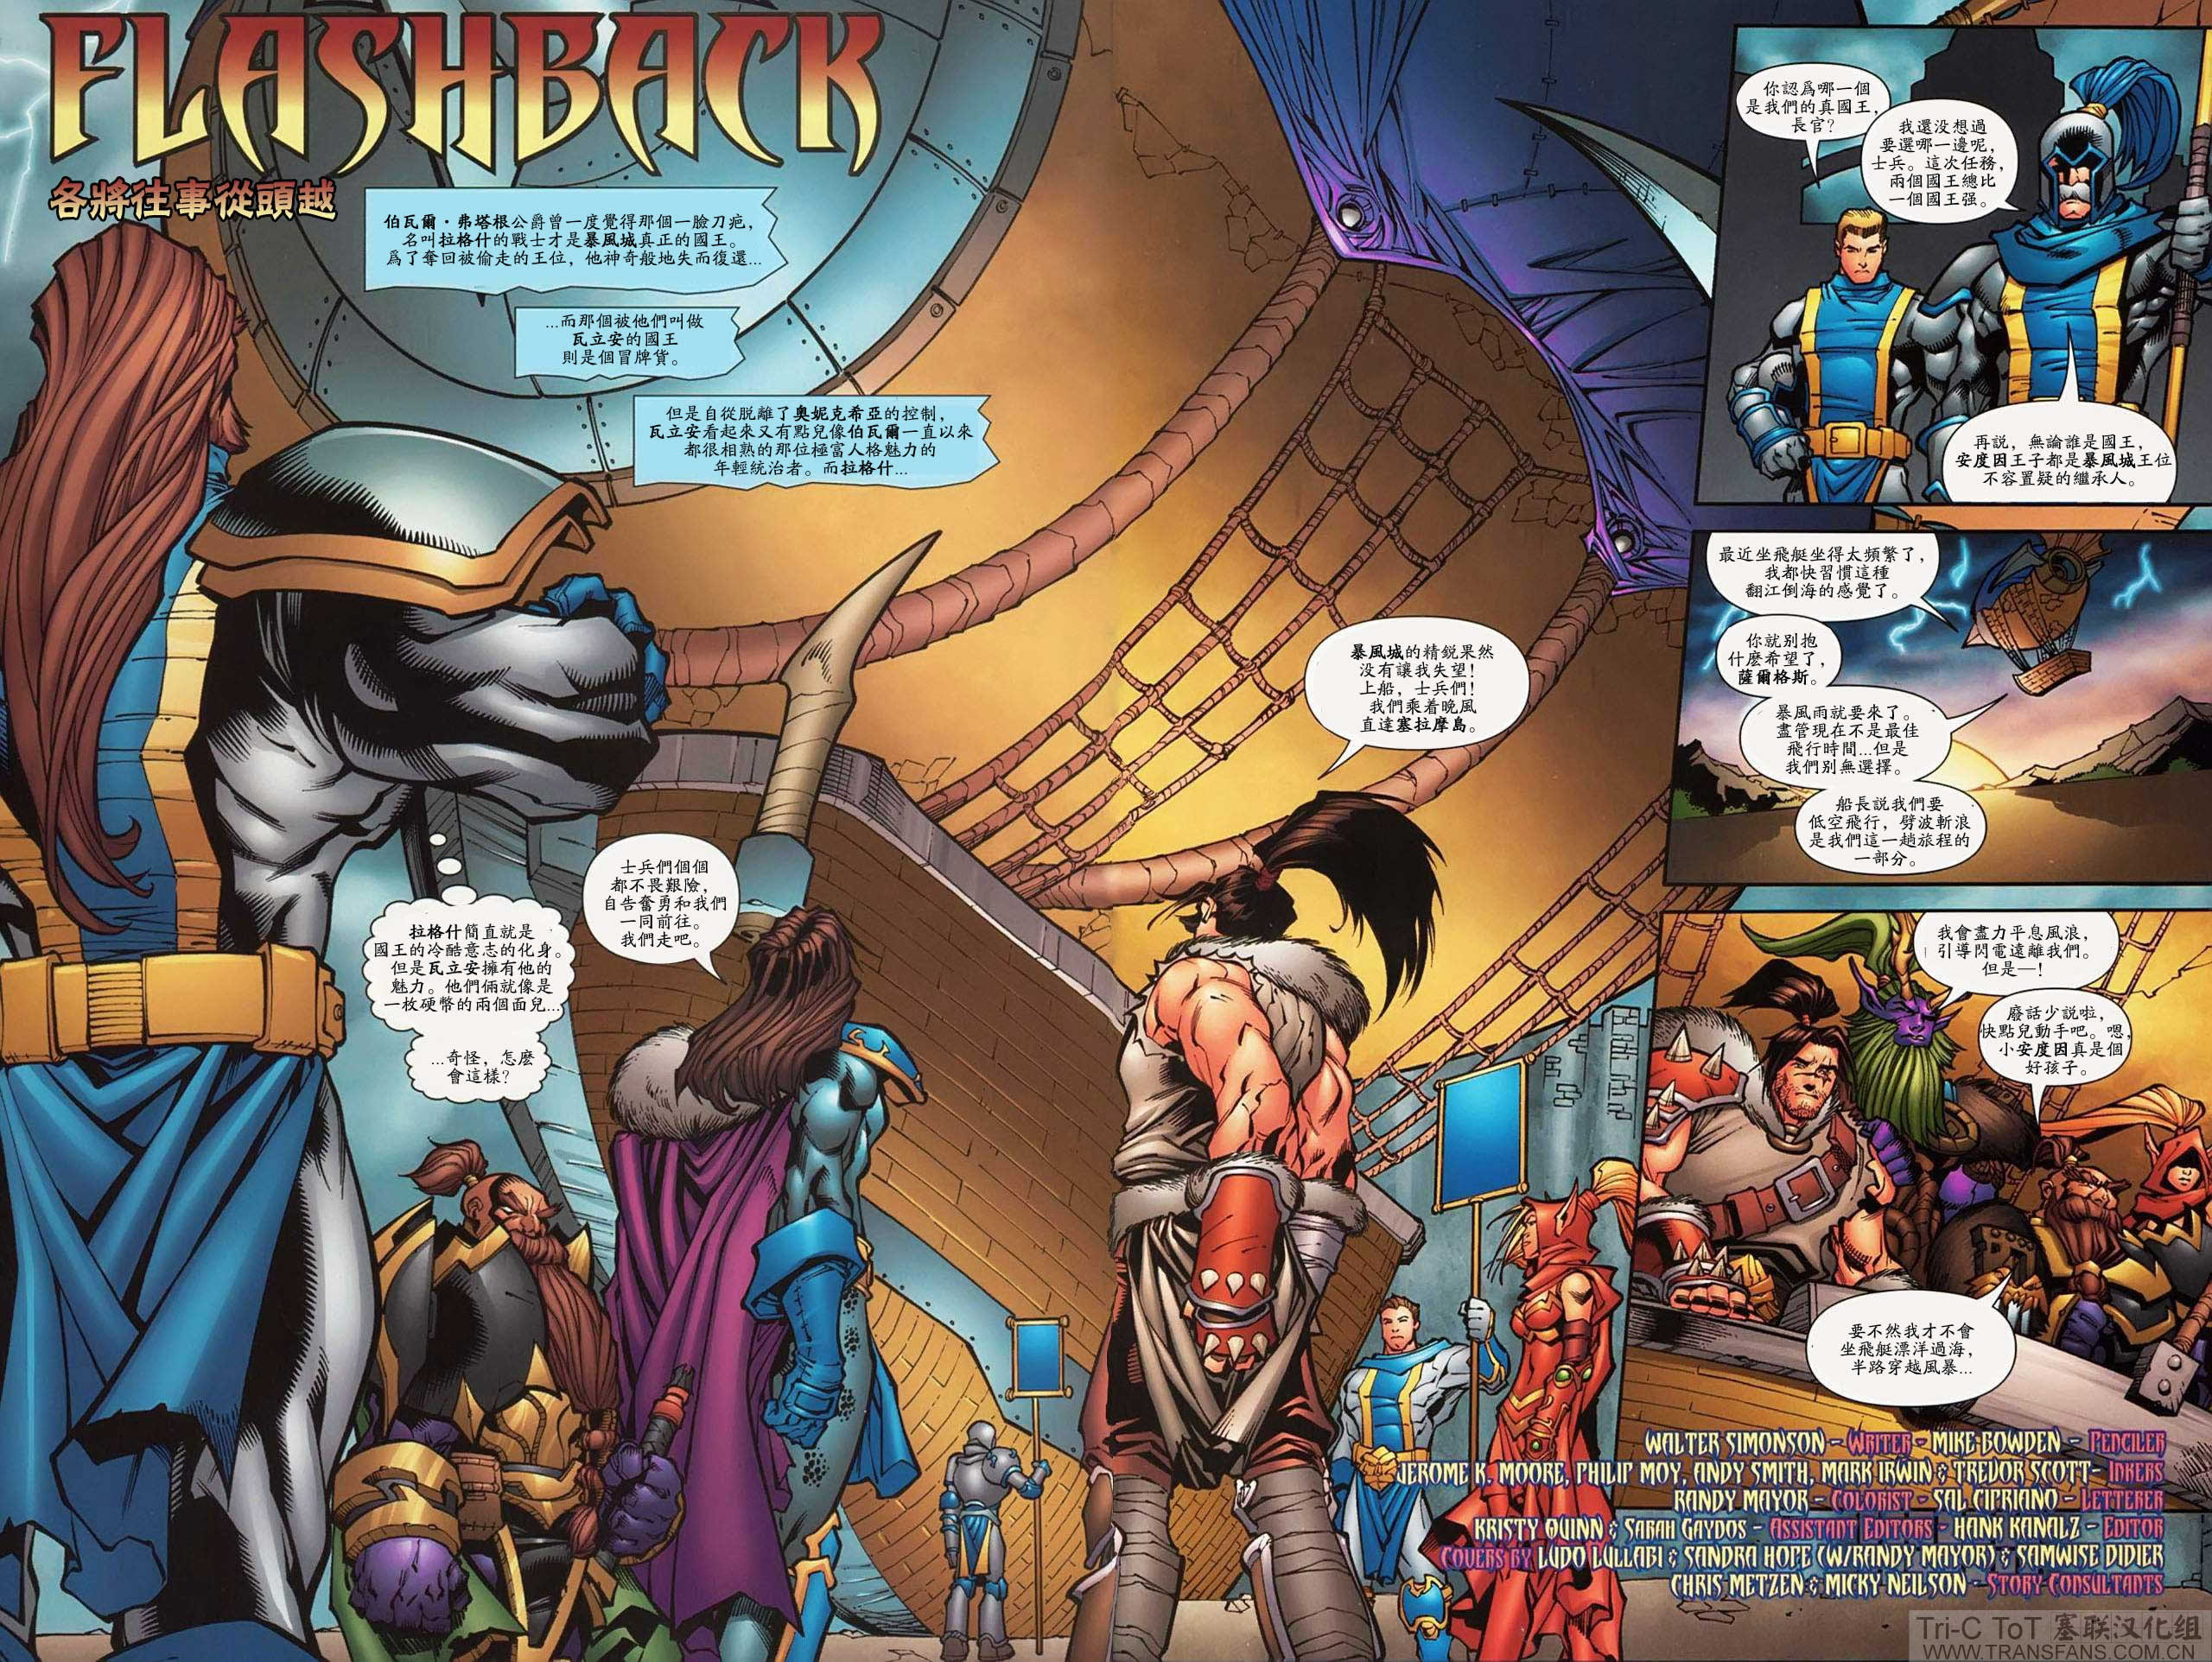 FLASHBACK
各將往事從頭越
伯瓦爾·弗塔根公爵曾一度覺得那個一臉刀疤,
名叫拉格什的戰士才是暴風城真正的國王。
爲了奪回被偷走的王位，他神奇般地失而復還...
...而那個被他們叫做
瓦立安的國王
則是個冒牌貨。
但是自從脱離了奥妮克希亞的控制,
瓦立安看起來又有點兒像伯瓦爾一直以來
都很相熟的那位極富人格魅力的
年輕統治者。而拉格什...
拉格什簡直就是
國王的冷酷意志的化身。
但是瓦立安擁有他的
魅力。他們倆就像是
一枚硬幣的兩個面兒...
...奇怪，怎麽
會這樣?
士兵們個個
都不畏艱險,
自告奮勇和我們
一同前往。
我們走吧。
暴風城的精鋭果然
没有讓我失望!
上船，士兵們!
我們乘着晚風
直達塞拉摩島。
你認爲哪一個
是我們的真國王,
長官?
我還没想過
要選哪一邊呢,
士兵。這次任務,
兩個國王總比
一個國王强。
再説，無論誰是國王,
安度因王子都是暴風城王位
不容置疑的繼承人。
最近坐飛艇坐得太頻繁了,
我都快習慣這種
翻江倒海的感覺了。
你就别抱
什麽希望了,
薩爾格斯。
暴風雨就要來了。
盡管現在不是最佳
飛行時間...但是
我們别無選擇。
船長説我們要
低空飛行，劈波斬浪
是我們這一趟旅程的
一部分。
我會盡力平息風浪,
引導閃電遠離我們。
但是—!
廢話少説啦,
快點兒動手吧。嗯,
小安度因真是個
好孩子。
要不然我才不會
坐飛艇漂洋過海,
半路穿越風暴...
WALTER SIMONSON - WRITER - MIKE BOWDEN - PENCILER
JEROME K. MOORE, PHILIP MOY, ANDY SMITH, MARK IRWIN & TREVOR SCOTT- INKERS
RANDY MAYOR - COLORIST - SAL CIPRIANO - LETTERER
KRISTY QUINN & SARAH GAYDOS - ASSISTANT EDITORS - HANK KANALZ - EDITOR
COVERS BY LUDO LULLABI & SANDRA HOPE (W/RANDY MAYOR) & SAMWISE DIDIER
CHRIS METZEN & MICKY NEILSON - STORY CONSULTANTS
Tri-C ToT 塞联汉化组
WWW.TRANSFANS.COM.CN